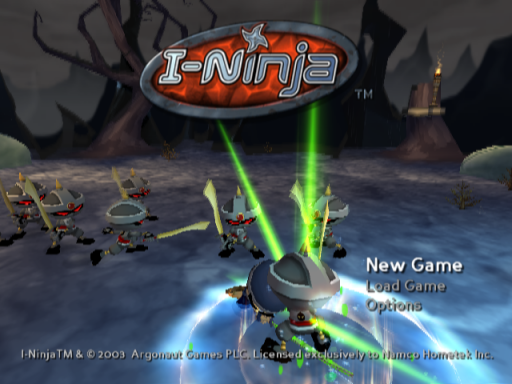 I-Ninja
TM
New Game
Load Game
Options
I-NinjaTM & © 2003 Argonaut Games PLC. Licensed exclusively to Namco Hometek Inc.